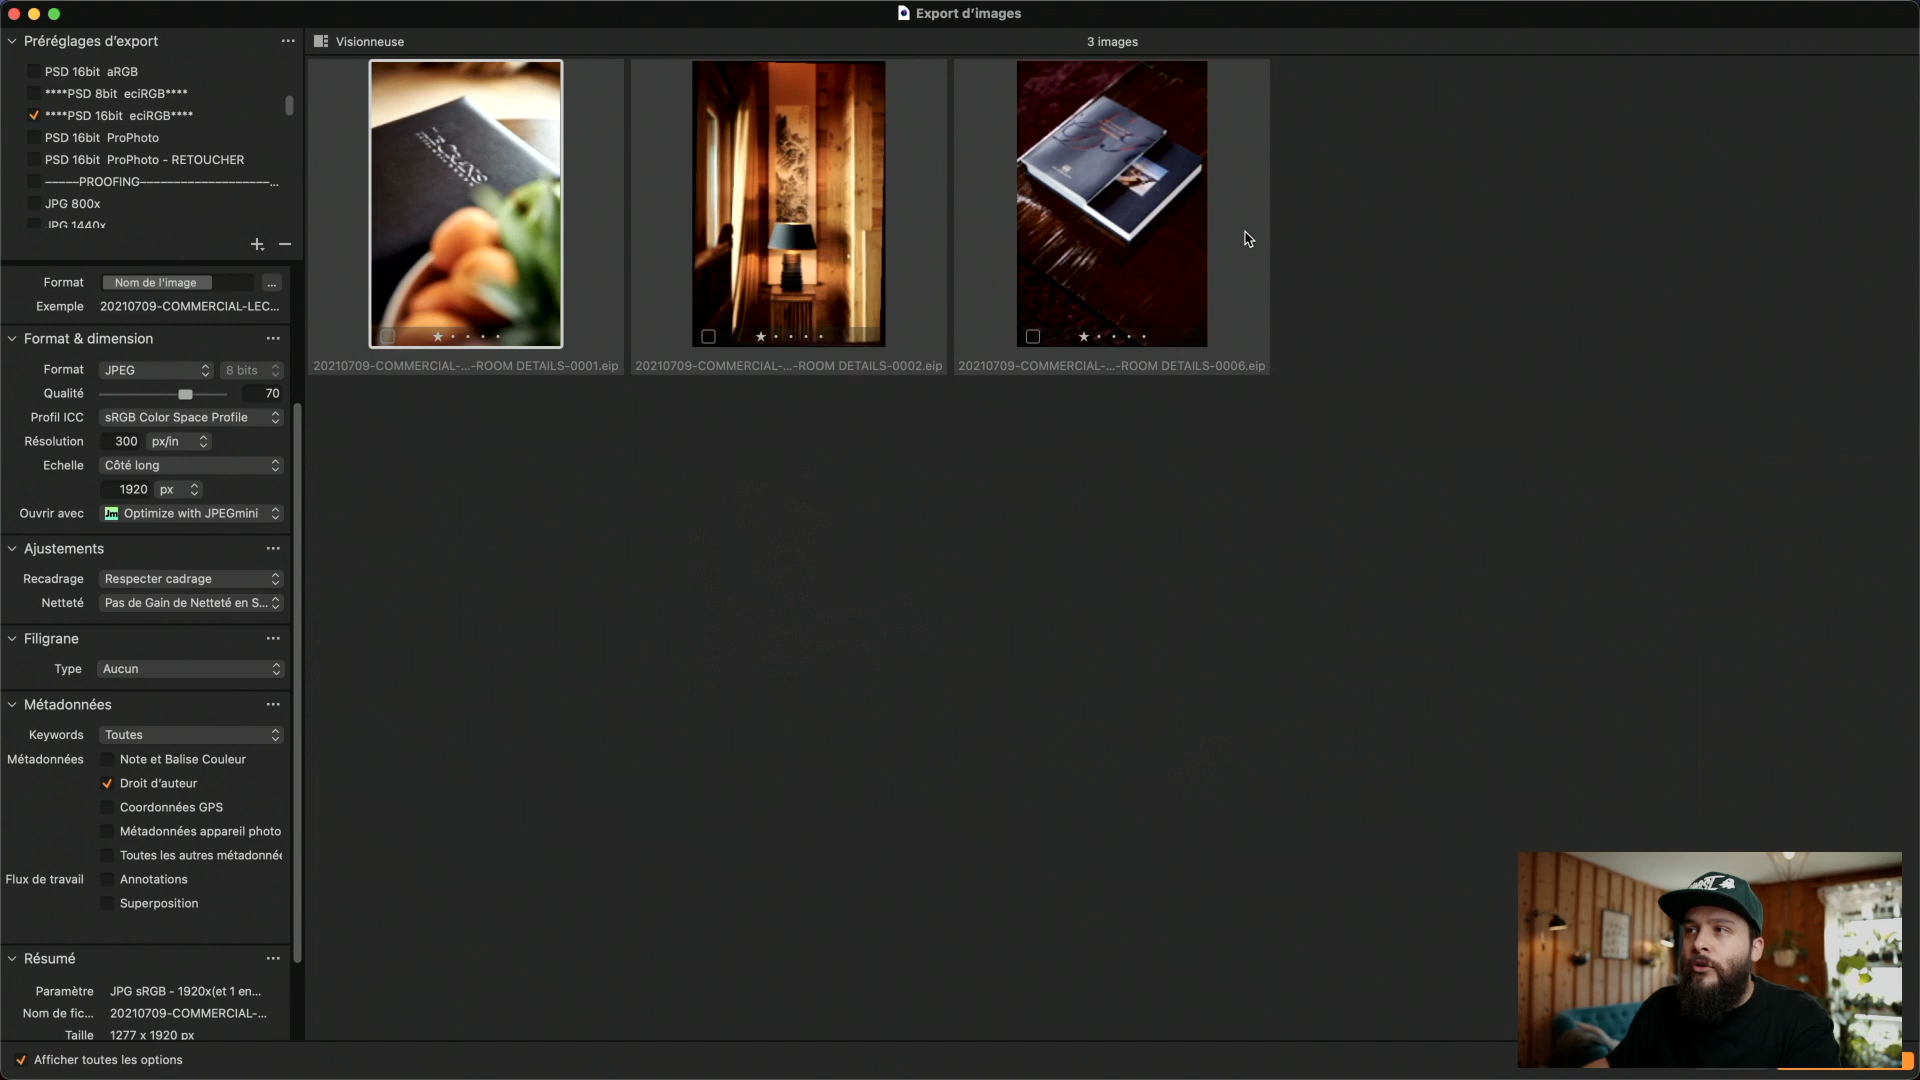 Export d'images
Préréglages d'export
Visionneuse
3 images
PSD 16bit aRGB
****PSD 8bit eciRGB****
****PSD 16bit eciRGB****
PSD 16bit ProPhoto
PSD 16bit ProPhoto - RETOUCHER
-----PROOFING-------------------...
JPG 800x
JPG 1440x
Format Nom de l'image ...
Exemple 20210709-COMMERCIAL-LEC...
20210709-COMMERCIAL-...-ROOM DETAILS-0001.eip
20210709-COMMERCIAL-...-ROOM DETAILS-0002.eip
20210709-COMMERCIAL-...-ROOM DETAILS-0006.eip
Format & dimension
Format JPEG 8 bits
Qualité 70
Profil ICC sRGB Color Space Profile
Résolution 300 px/in
Echelle Côté long
1920 px
Ouvrir avec Jm Optimize with JPEGmini
Ajustements
Recadrage Respecter cadrage
Netteté Pas de Gain de Netteté en S...
Filigrane
Type Aucun
Métadonnées
Keywords Toutes
Métadonnées Note et Balise Couleur
Droit d'auteur
Coordonnées GPS
Métadonnées appareil photo
Toutes les autres métadonné
Flux de travail Annotations
Superposition
Résumé
Paramètre JPG sRGB - 1920x(et 1 en...
Nom de fic... 20210709-COMMERCIAL-...
Taille 1277 x 1920 px
Afficher toutes les options